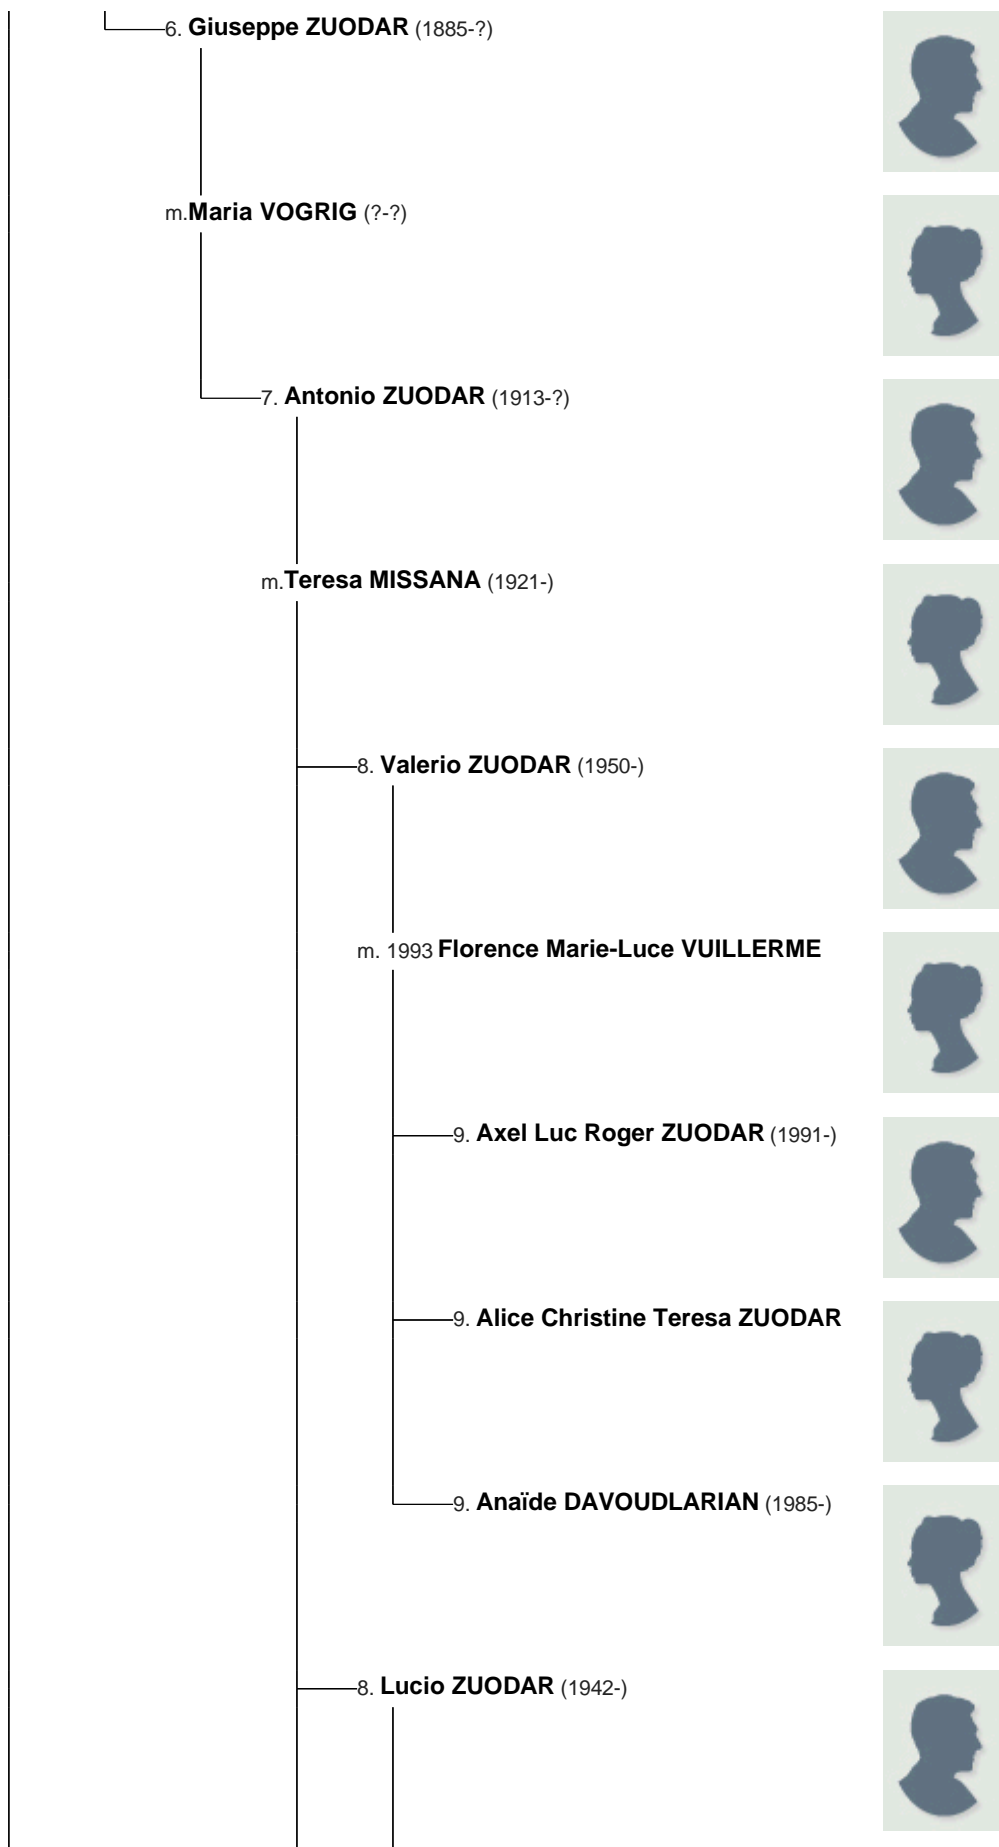 6. Giuseppe ZUODAR (1885-?)
m.Maria VOGRIG (?-?)
7. Antonio ZUODAR (1913-?)
m.Teresa MISSANA (1921-)
8. Valerio ZUODAR (1950-)
m. 1993 Florence Marie-Luce VUILLERME
9. Axel Luc Roger ZUODAR (1991-)
9. Alice Christine Teresa ZUODAR
9. Anaïde DAVOUDLARIAN (1985-)
8. Lucio ZUODAR (1942-)